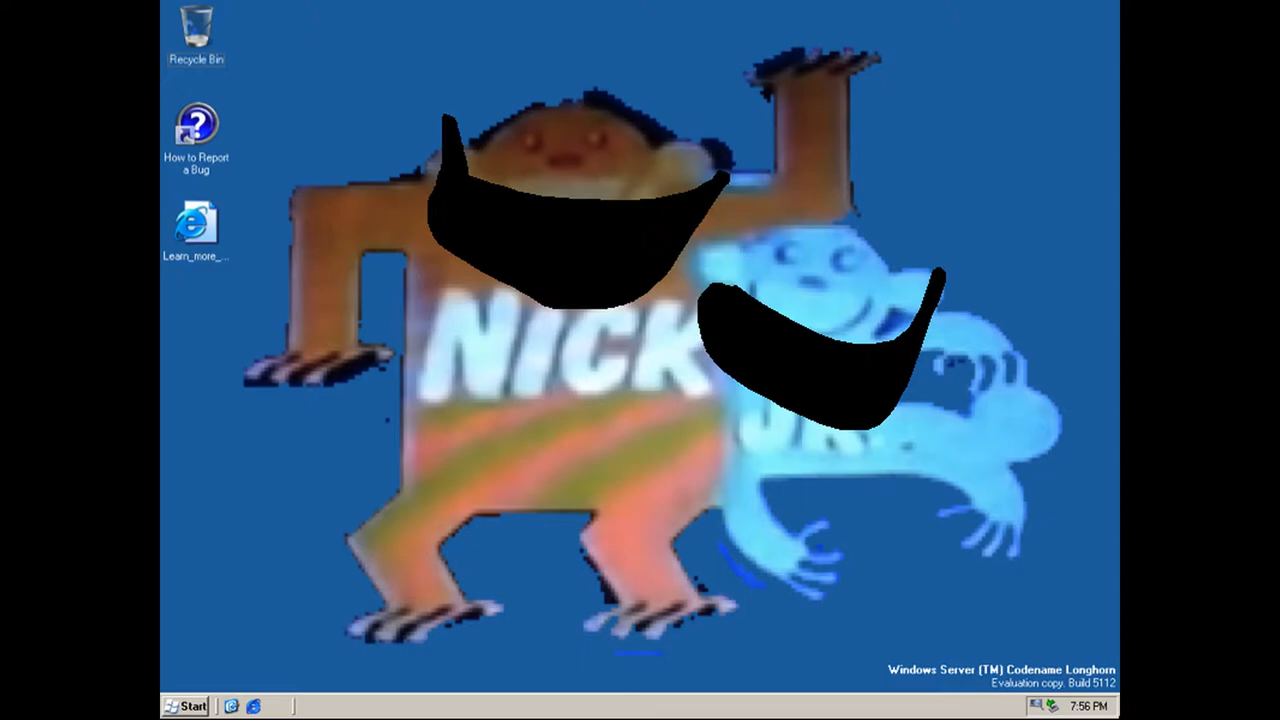 Recycle Bin
How to Report
a Bug
Learn_more_...
NICK
JR.
Windows Server (TM) Codename Longhorn
Evaluation copy. Build 5112
Start
7:56 PM